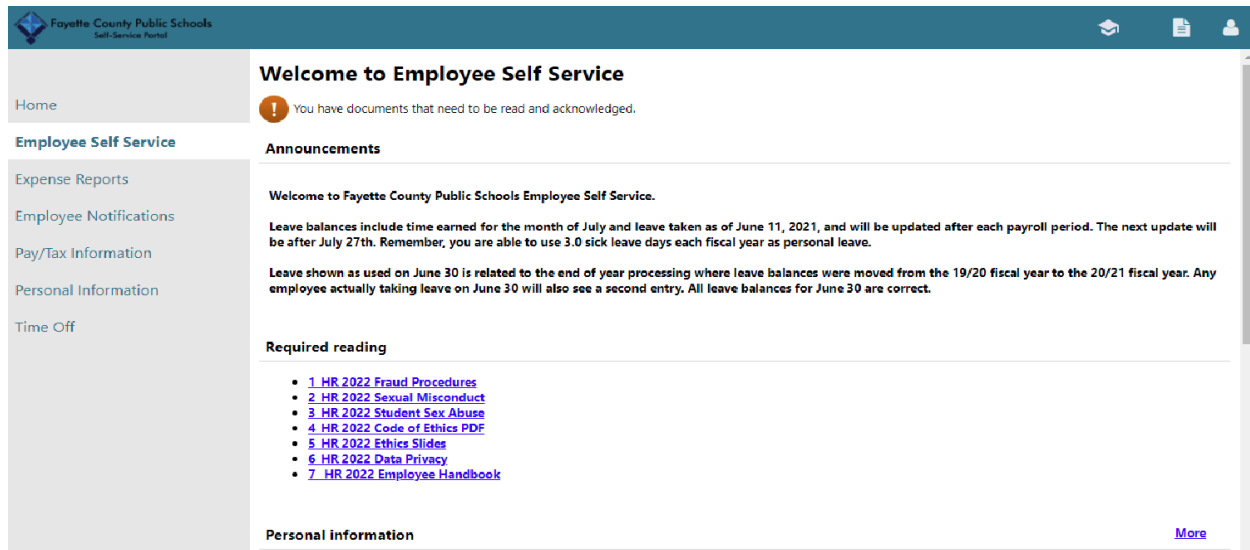 Fayette County Public Schools
Self-Service Portal
Home
Employee Self Service
Expense Reports
Employee Notifications
Pay/Tax Information
Personal Information
Time Off
Welcome to Employee Self Service
! You have documents that need to be read and acknowledged.
Announcements
Welcome to Fayette County Public Schools Employee Self Service.
Leave balances include time earned for the month of July and leave taken as of June 11, 2021, and will be updated after each payroll period. The next update will
be after July 27th. Remember, you are able to use 3.0 sick leave days each fiscal year as personal leave.
Leave shown as used on June 30 is related to the end of year processing where leave balances were moved from the 19/20 fiscal year to the 20/21 fiscal year. Any
employee actually taking leave on June 30 will also see a second entry. All leave balances for June 30 are correct.
Required reading
• 1 HR 2022 Fraud Procedures
• 2 HR 2022 Sexual Misconduct
• 3 HR 2022 Student Sex Abuse
• 4 HR 2022 Code of Ethics PDF
• 5 HR 2022 Ethics Slides
• 6 HR 2022 Data Privacy
• 7 HR 2022 Employee Handbook
Personal information More